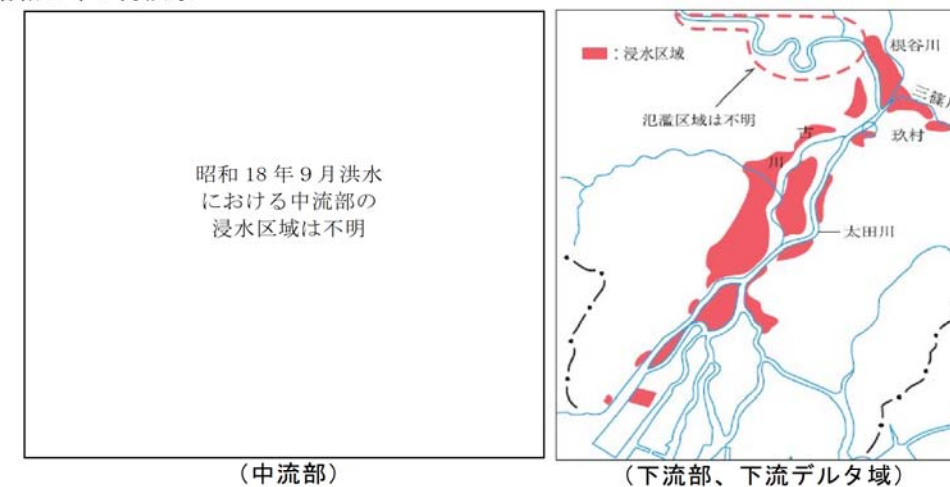 昭和 18 年 9 月洪水
における中流部の
浸水区域は不明
（中流部）
：浸水区域
根谷川
三篠川
氾濫区域は不明
玖村
古
川
太田川
（下流部、下流デルタ域）